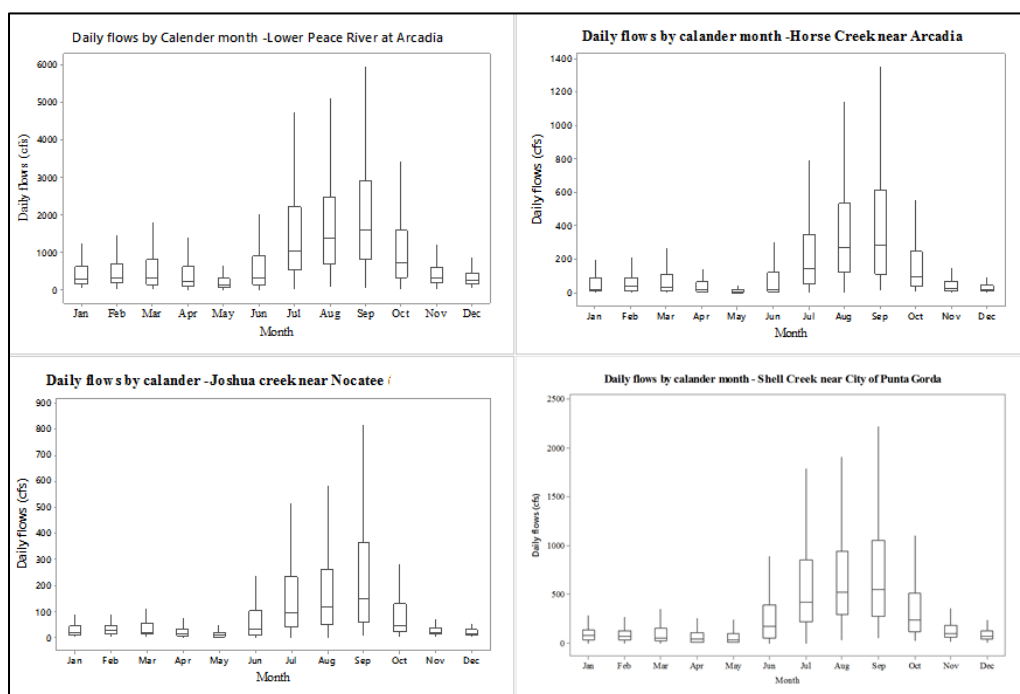 Daily flows by Calender month -Lower Peace River at Arcadia
Daily flows (cfs)
6000
5000
4000
3000
2000
1000
0
Jan Feb Mar Apr May Jun Jul Aug Sep Oct Nov Dec
Month
Daily flows by calander month -Horse Creek near Arcadia
Daily flows (cfs)
1400
1200
1000
800
600
400
200
0
Jan Feb Mar Apr May Jun Jul Aug Sep Oct Nov Dec
Month
Daily flows by calander -Joshua creek near Nocatee (
Daily flows (cfs)
900
800
700
600
500
400
300
200
100
0
Jan Feb Mar Apr May Jun Jul Aug Sep Oct Nov Dec
Month
Daily flows by calander month - Shell Creek near City of Punta Gorda
Daily flows (cfs)
2500
2000
1500
1000
500
0
Jan Feb Mar Apr May Jun Jul Aug Sep Oct Nov Dec
Month